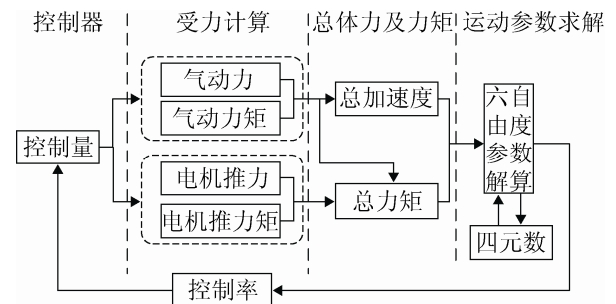 控制器
受力计算
总体力及力矩
运动参数求解
控制量
气动力
气动力矩
电机推力
电机推力矩
总加速度
总力矩
六自
由度
参数
解算
四元数
控制率